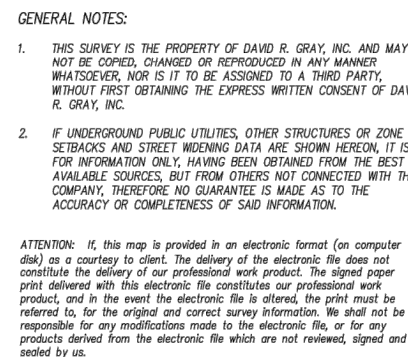 GENERAL NOTES:
1. THIS SURVEY IS THE PROPERTY OF DAVID R. GRAY, INC. AND MAY
NOT BE COPIED, CHANGED OR REPRODUCED IN ANY MANNER
WHATSOEVER, NOR IS IT TO BE ASSIGNED TO A THIRD PARTY,
WITHOUT FIRST OBTAINING THE EXPRESS WRITTEN CONSENT OF DAV
R. GRAY, INC.
2. IF UNDERGROUND PUBLIC UTILITIES, OTHER STRUCTURES OR ZONE
SETBACKS AND STREET WIDENING DATA ARE SHOWN HEREON, IT IS
FOR INFORMATION ONLY, HAVING BEEN OBTAINED FROM THE BEST
AVAILABLE SOURCES, BUT FROM OTHERS NOT CONNECTED WITH TH
COMPANY, THEREFORE NO GUARANTEE IS MADE AS TO THE
ACCURACY OR COMPLETENESS OF SAID INFORMATION.
ATTENTION: If, this map is provided in an electronic format (on computer
disk) as a courtesy to client. The delivery of the electronic file does not
constitute the delivery of our professional work product. The signed paper
print delivered with this electronic file constitutes our professional work
product, and in the event the electronic file is altered, the print must be
referred to, for the original and correct survey information. We shall not be
responsible for any modifications made to the electronic file, or for any
products derived from the electronic file which are not reviewed, signed and
sealed by us.